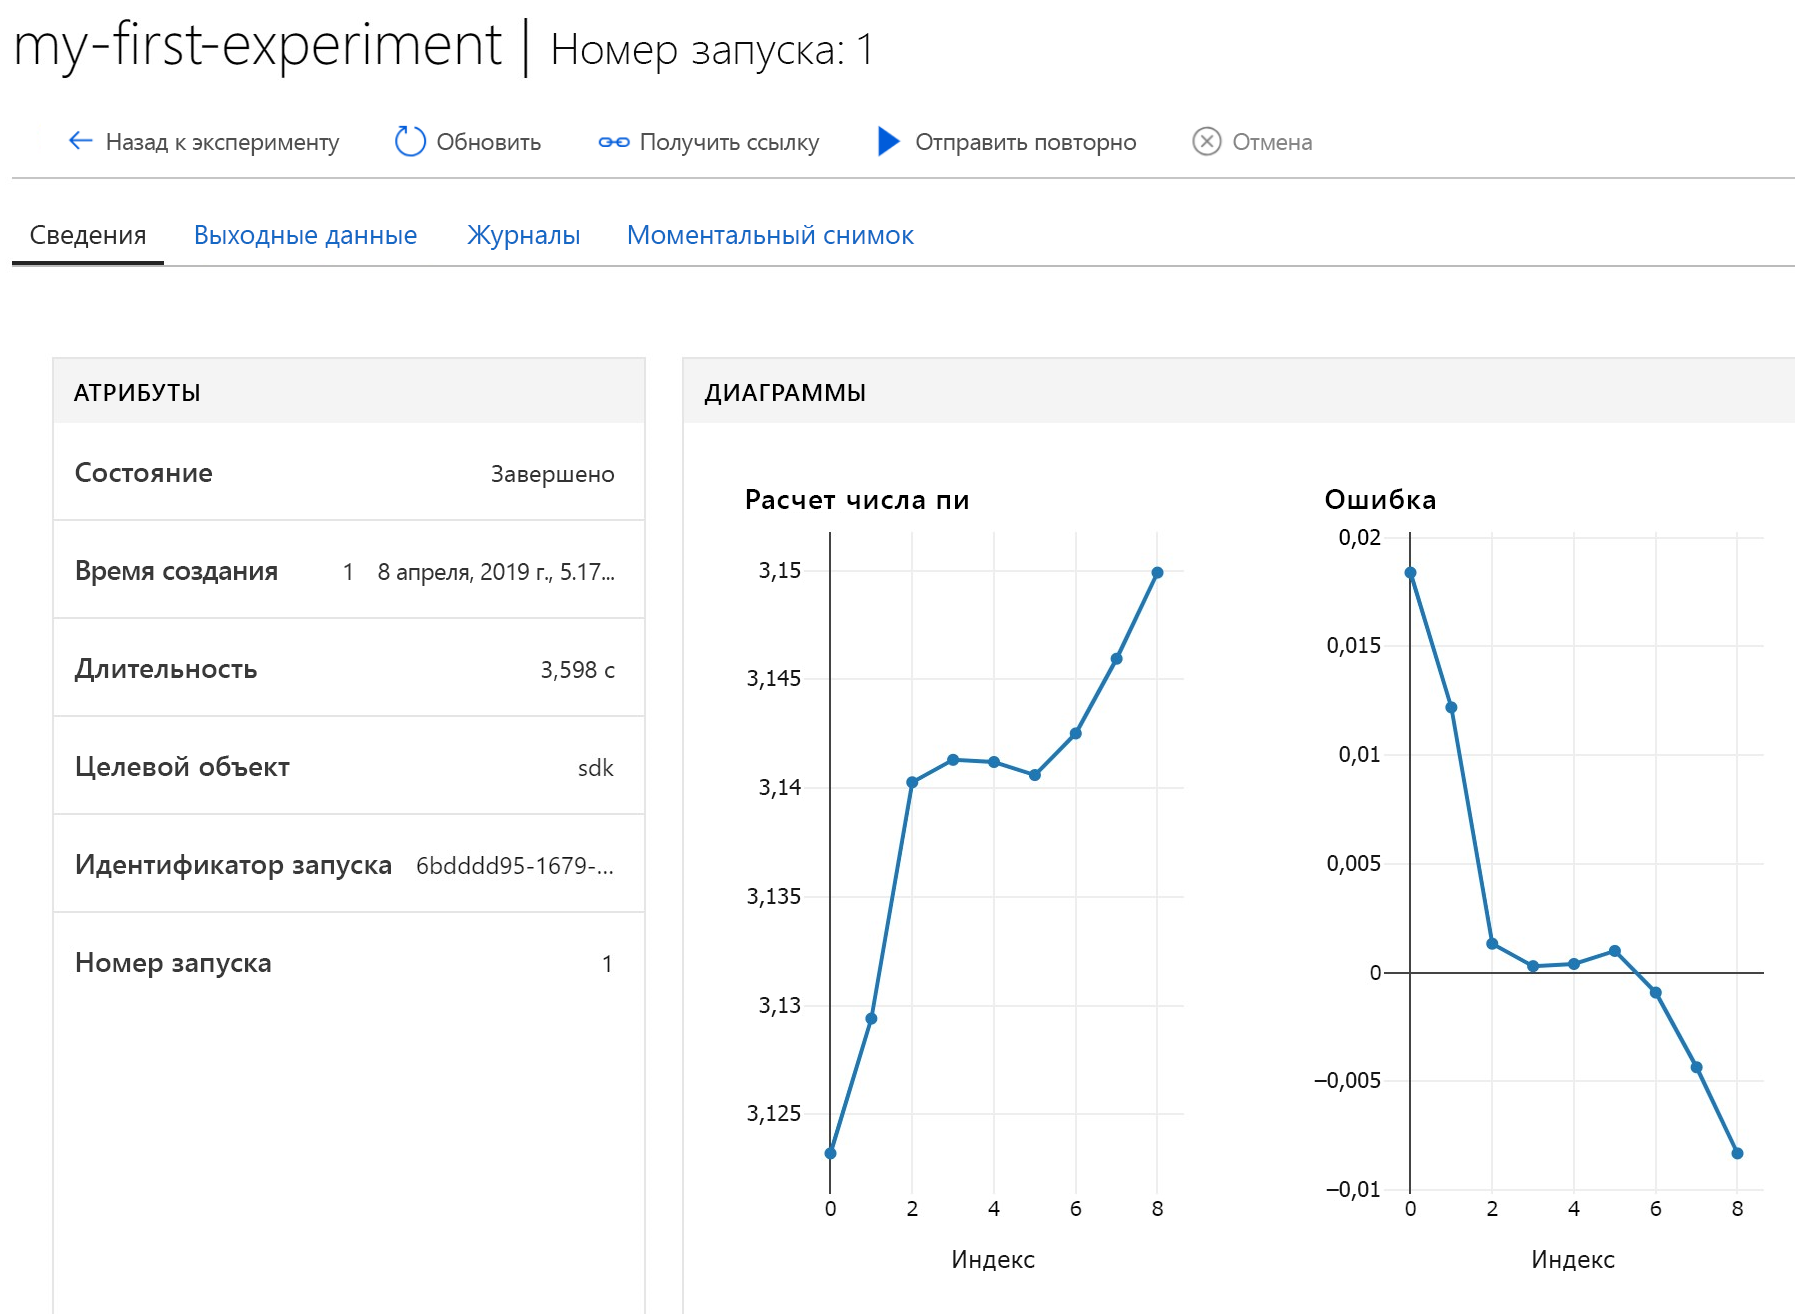 my-first-experiment | Номер запуска: 1
Назад к эксперименту Обновить Получить ссылку Отправить повторно Отмена
Сведения Выходные данные Журналы Моментальный снимок
АТРИБУТЫ
Состояние Завершено
Время создания 1 8 апреля, 2019 г., 5.17...
Длительность 3,598 с
Целевой объект sdk
Идентификатор запуска 6bdddd95-1679-...
Номер запуска 1
ДИАГРАММЫ
Расчет числа пи
3,15
3,145
3,14
3,135
3,13
3,125
0 2 4 6 8
Индекс
Ошибка
0,02
0,015
0,01
0,005
0
–0,005
–0,01
0 2 4 6 8
Индекс